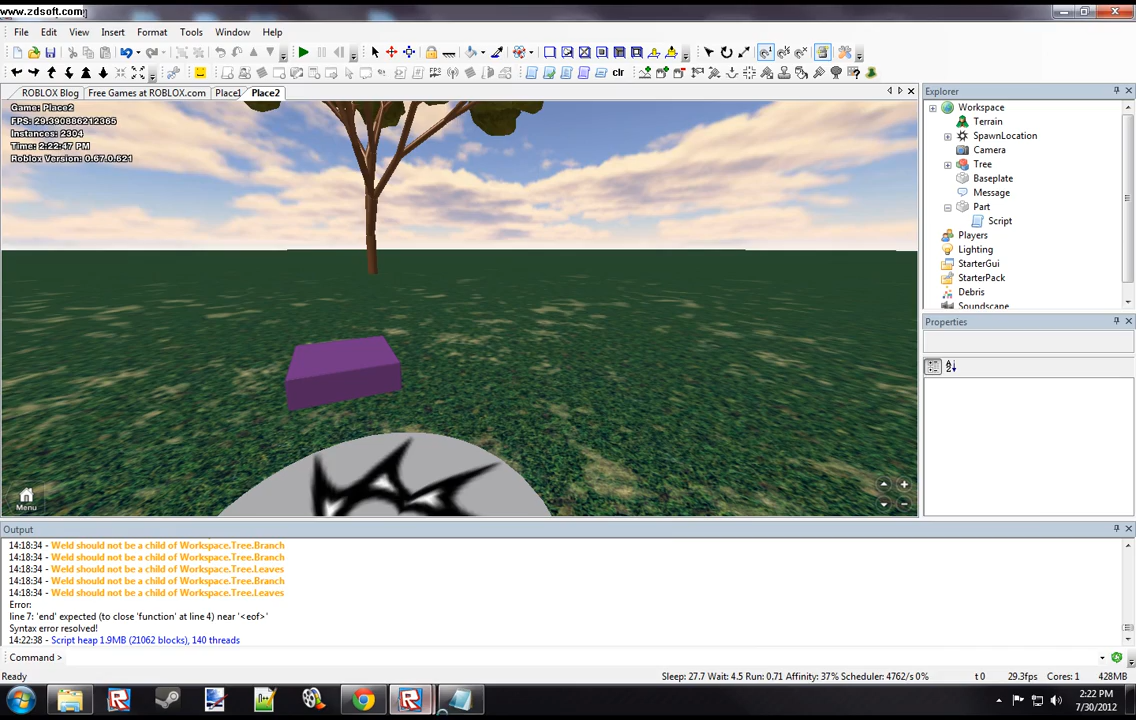 www.zdsoft.com
File Edit View Insert Format Tools Window Help
clr
ROBLOX Blog Free Games at ROBLOX.com Place1 Place2
Game: Place2
FPS: 29.390886212365
Instances: 2304
Time: 2:22:47 PM
Roblox Version: 0.67.0.621
Menu
Explorer
Workspace
Terrain
SpawnLocation
Camera
Tree
Baseplate
Message
Part
Script
Players
Lighting
StarterGui
StarterPack
Debris
Soundscape
Properties
Output
14:18:34 - Weld should not be a child of Workspace.Tree.Branch
14:18:34 - Weld should not be a child of Workspace.Tree.Branch
14:18:34 - Weld should not be a child of Workspace.Tree.Leaves
14:18:34 - Weld should not be a child of Workspace.Tree.Branch
14:18:34 - Weld should not be a child of Workspace.Tree.Leaves
Error:
line 7: 'end' expected (to close 'function' at line 4) near '<eof>'
Syntax error resolved!
14:22:38 - Script heap 1.9MB (21062 blocks), 140 threads
Command >
Ready
Sleep: 27.7 Wait: 4.5 Run: 0.71 Affinity: 37% Scheduler: 4762/s 0% t 0 29.3fps Cores: 1 428MB
2:22 PM
7/30/2012